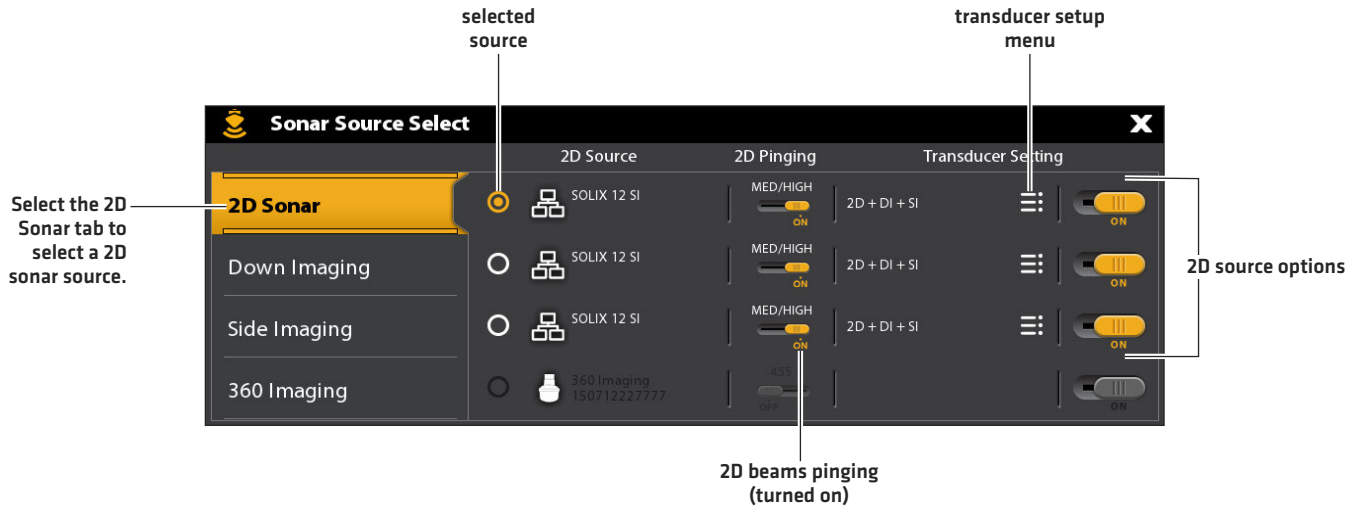 selected
source
transducer setup
menu
Sonar Source Select
X
2D Source
2D Pinging
Transducer Setting
Select the 2D
Sonar tab to
select a 2D
sonar source.
2D Sonar
SOLIX 12 SI
MED/HIGH
ON
2D + DI + SI
ON
Down Imaging
SOLIX 12 SI
MED/HIGH
ON
2D + DI + SI
ON
2D source options
Side Imaging
SOLIX 12 SI
MED/HIGH
ON
2D + DI + SI
ON
360 Imaging
360 Imaging
150712227777
455
OFF
ON
2D beams pinging
(turned on)